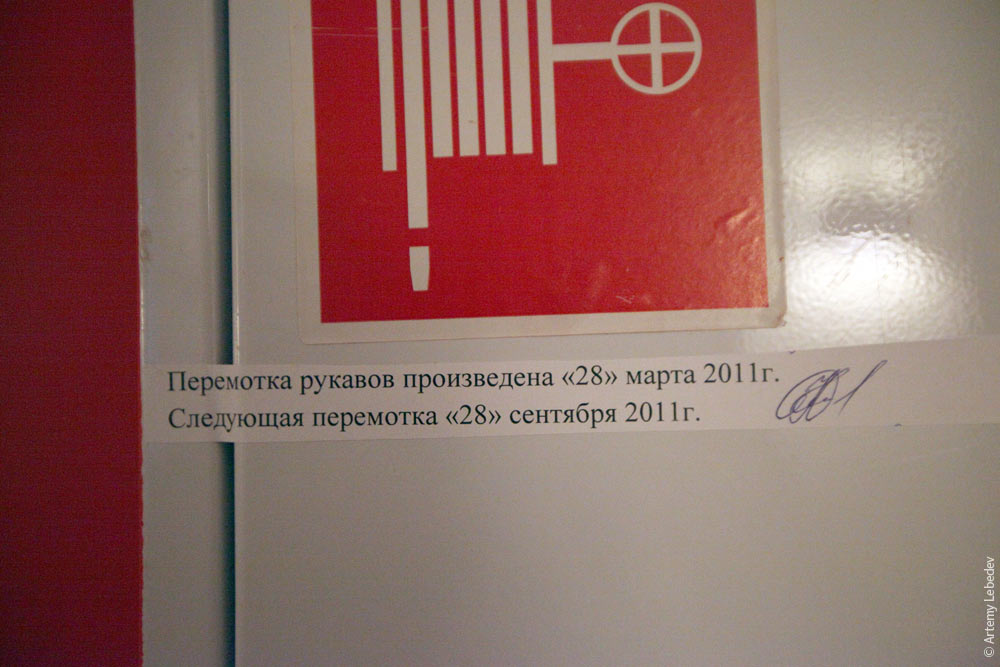 Перемотка рукавов произведена «28» марта 2011г.
Следующая перемотка «28» сентября 2011г.
© Artemy Lebedev